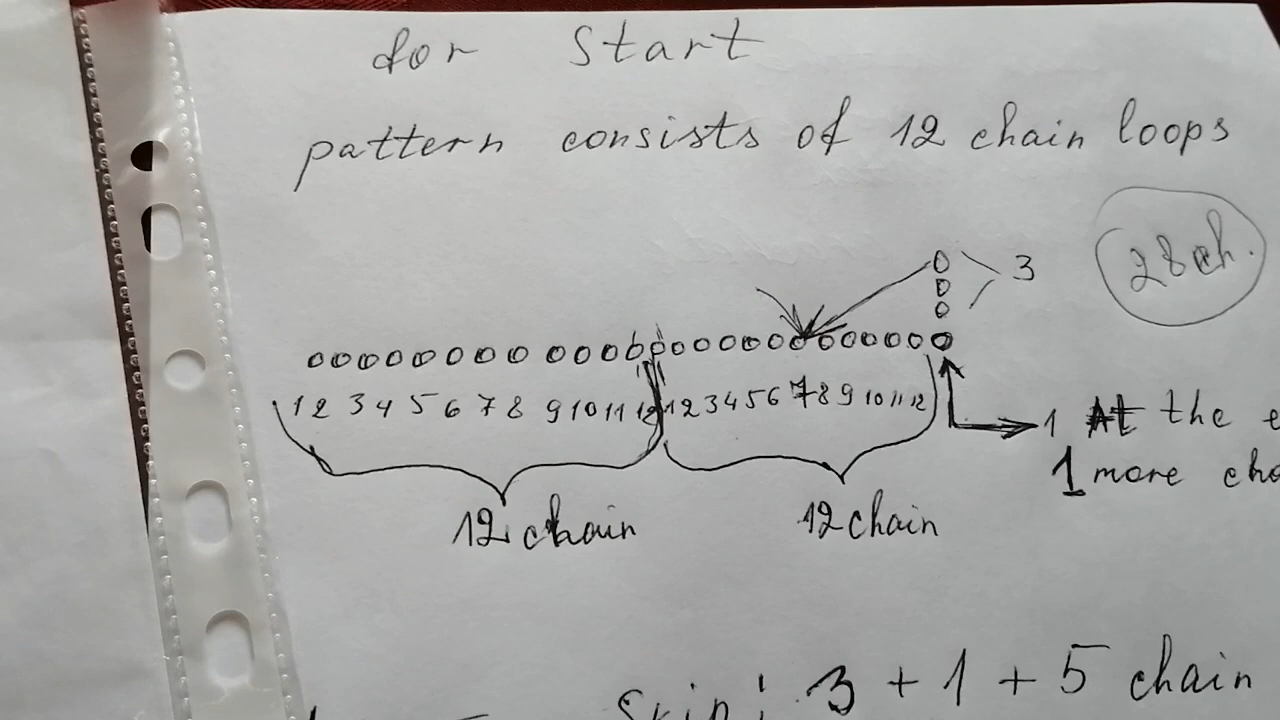 for Start
pattern consists of 12 chain loops
28 ch.
3
1 2 3 4 5 6 7 8 9 10 11 12 1 2 3 4 5 6 7 8 9 10 11 12
1 At the
1 more
12 chain 12 chain
skip! 3 + 1 + 5 chain